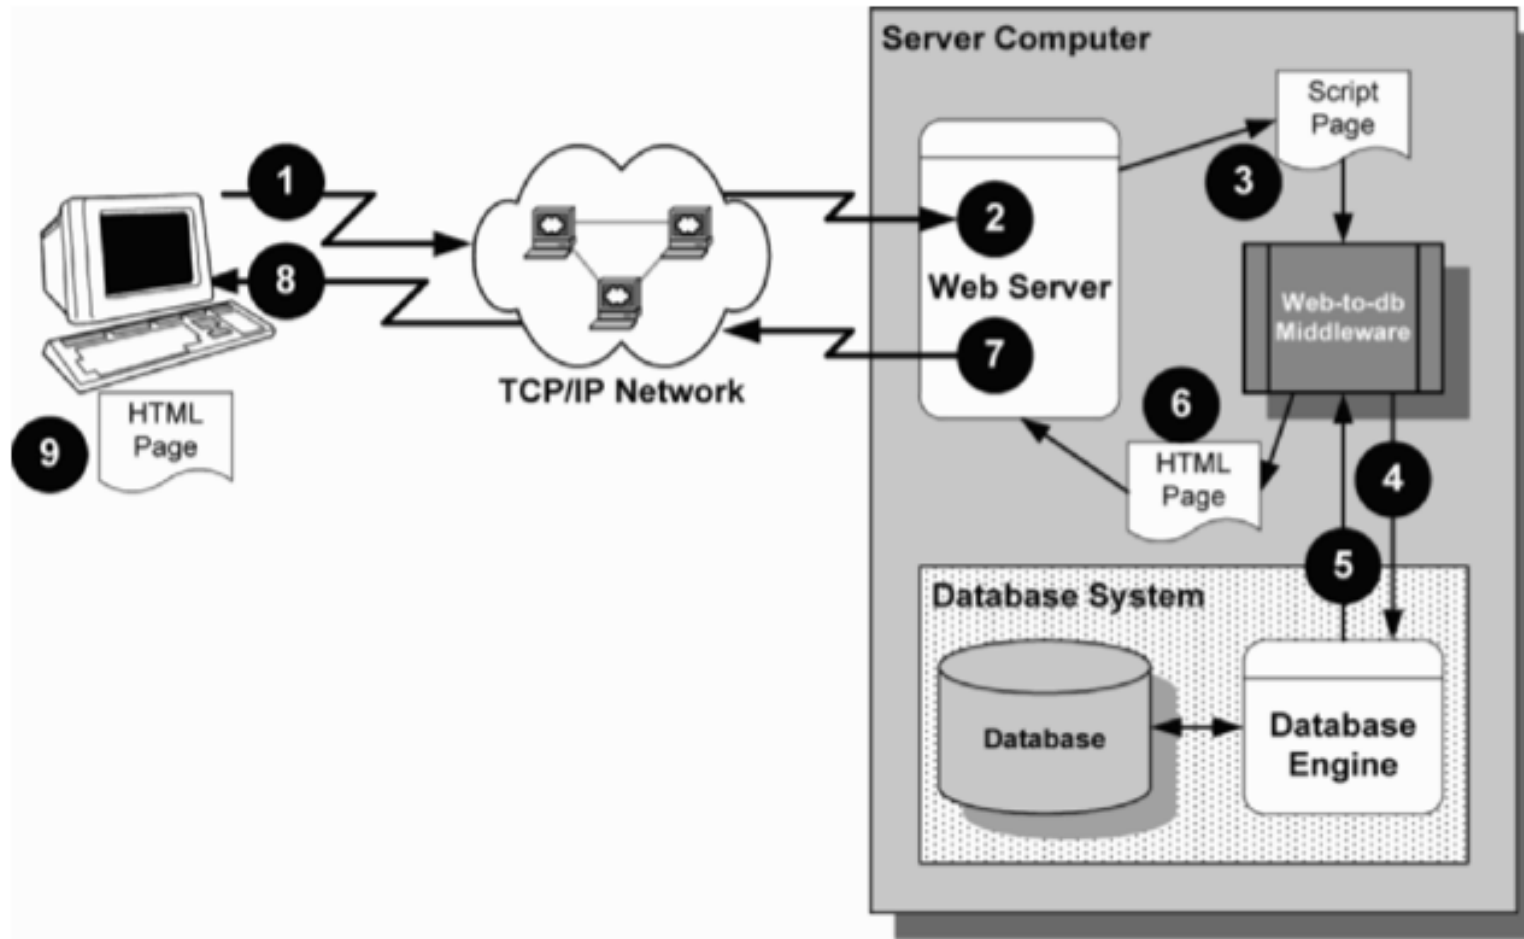 Server Computer
Script
Page
1
3
2
8
Web Server
Web-to-db
Middleware
7
TCP/IP Network
6
HTML
Page
9
HTML
Page
4
5
Database System
Database
Database
Engine